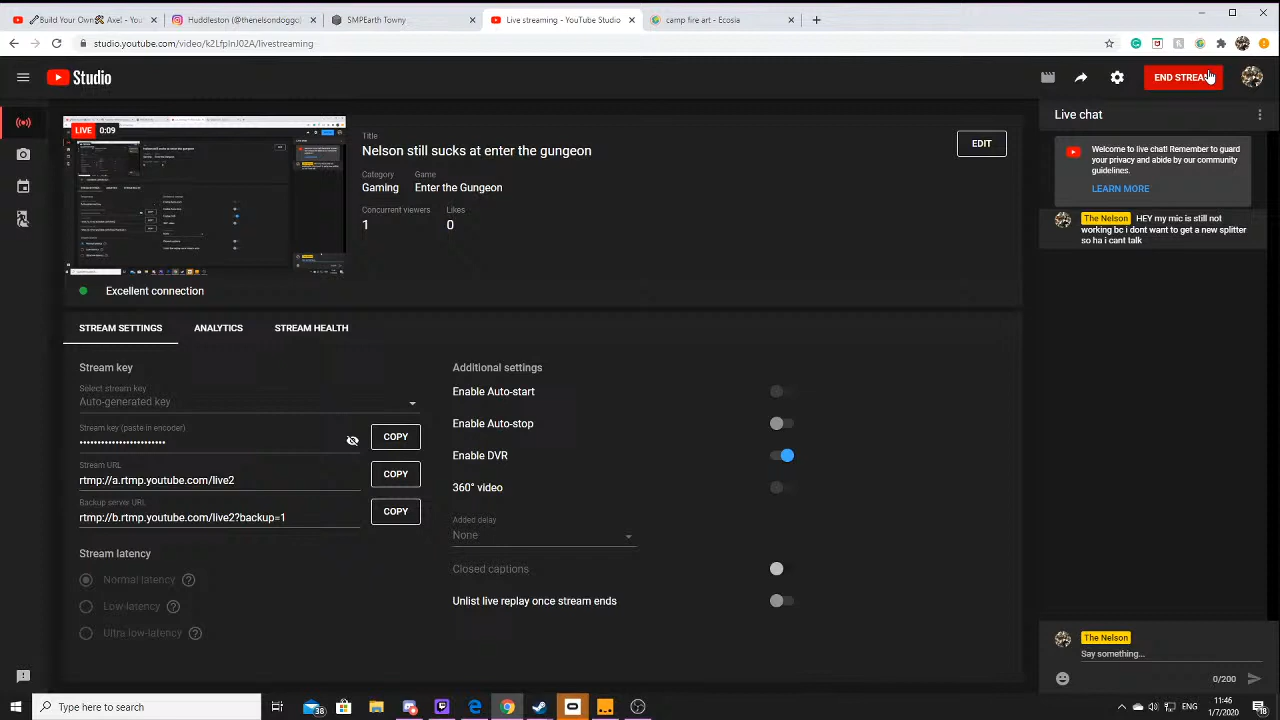 Build Your Own🚀 Axel - You
Huddleston (@thenelsondoggo)
SMPEarth Towny
Live streaming - YouTube Studio
camp fire art - Ecosia
studio.youtube.com/video/k2LfpInJ02A/livestreaming
Studio
END STREAM
LIVE 0:09
Title
Nelson still sucks at enter the gungeon
EDIT
Category Game
Gaming Enter the Gungeon
Concurrent viewers Likes
1 0
Excellent connection
STREAM SETTINGS ANALYTICS STREAM HEALTH
Stream key
Select stream key
Auto-generated key
Stream key (paste in encoder)
COPY
Stream URL
rtmp://a.rtmp.youtube.com/live2
COPY
Backup server URL
rtmp://b.rtmp.youtube.com/live2?backup=1
COPY
Stream latency
Normal latency
Low-latency
Ultra low-latency
Additional settings
Enable Auto-start
Enable Auto-stop
Enable DVR
360° video
Added delay
None
Closed captions
Unlist live replay once stream ends
Live chat
Welcome to live chat! Remember to guard
your privacy and abide by our community
guidelines.
LEARN MORE
The Nelson HEY my mic is still not
working bc i dont want to get a new splitter
so ha i cant talk
The Nelson
Say something...
0/200
Type here to search
38
ENG
11:46
1/7/2020
8